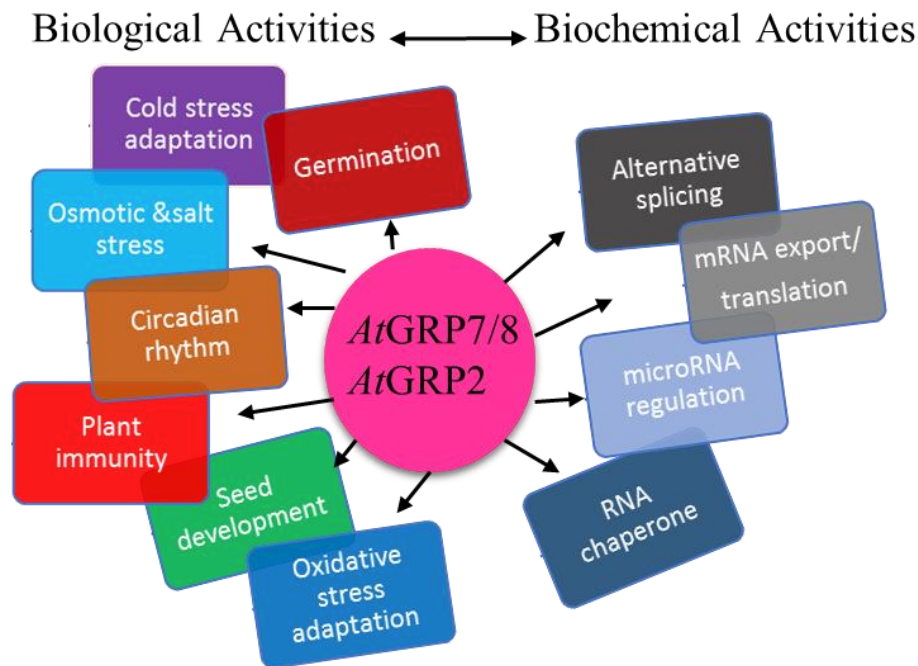 Biological Activities
Biochemical Activities
Cold stress
adaptation
Germination
Osmotic &salt
stress
Circadian
rhythm
Plant
immunity
Seed
development
Oxidative
stress
adaptation
AtGRP7/8
AtGRP2
Alternative
splicing
mRNA export/
translation
microRNA
regulation
RNA
chaperone